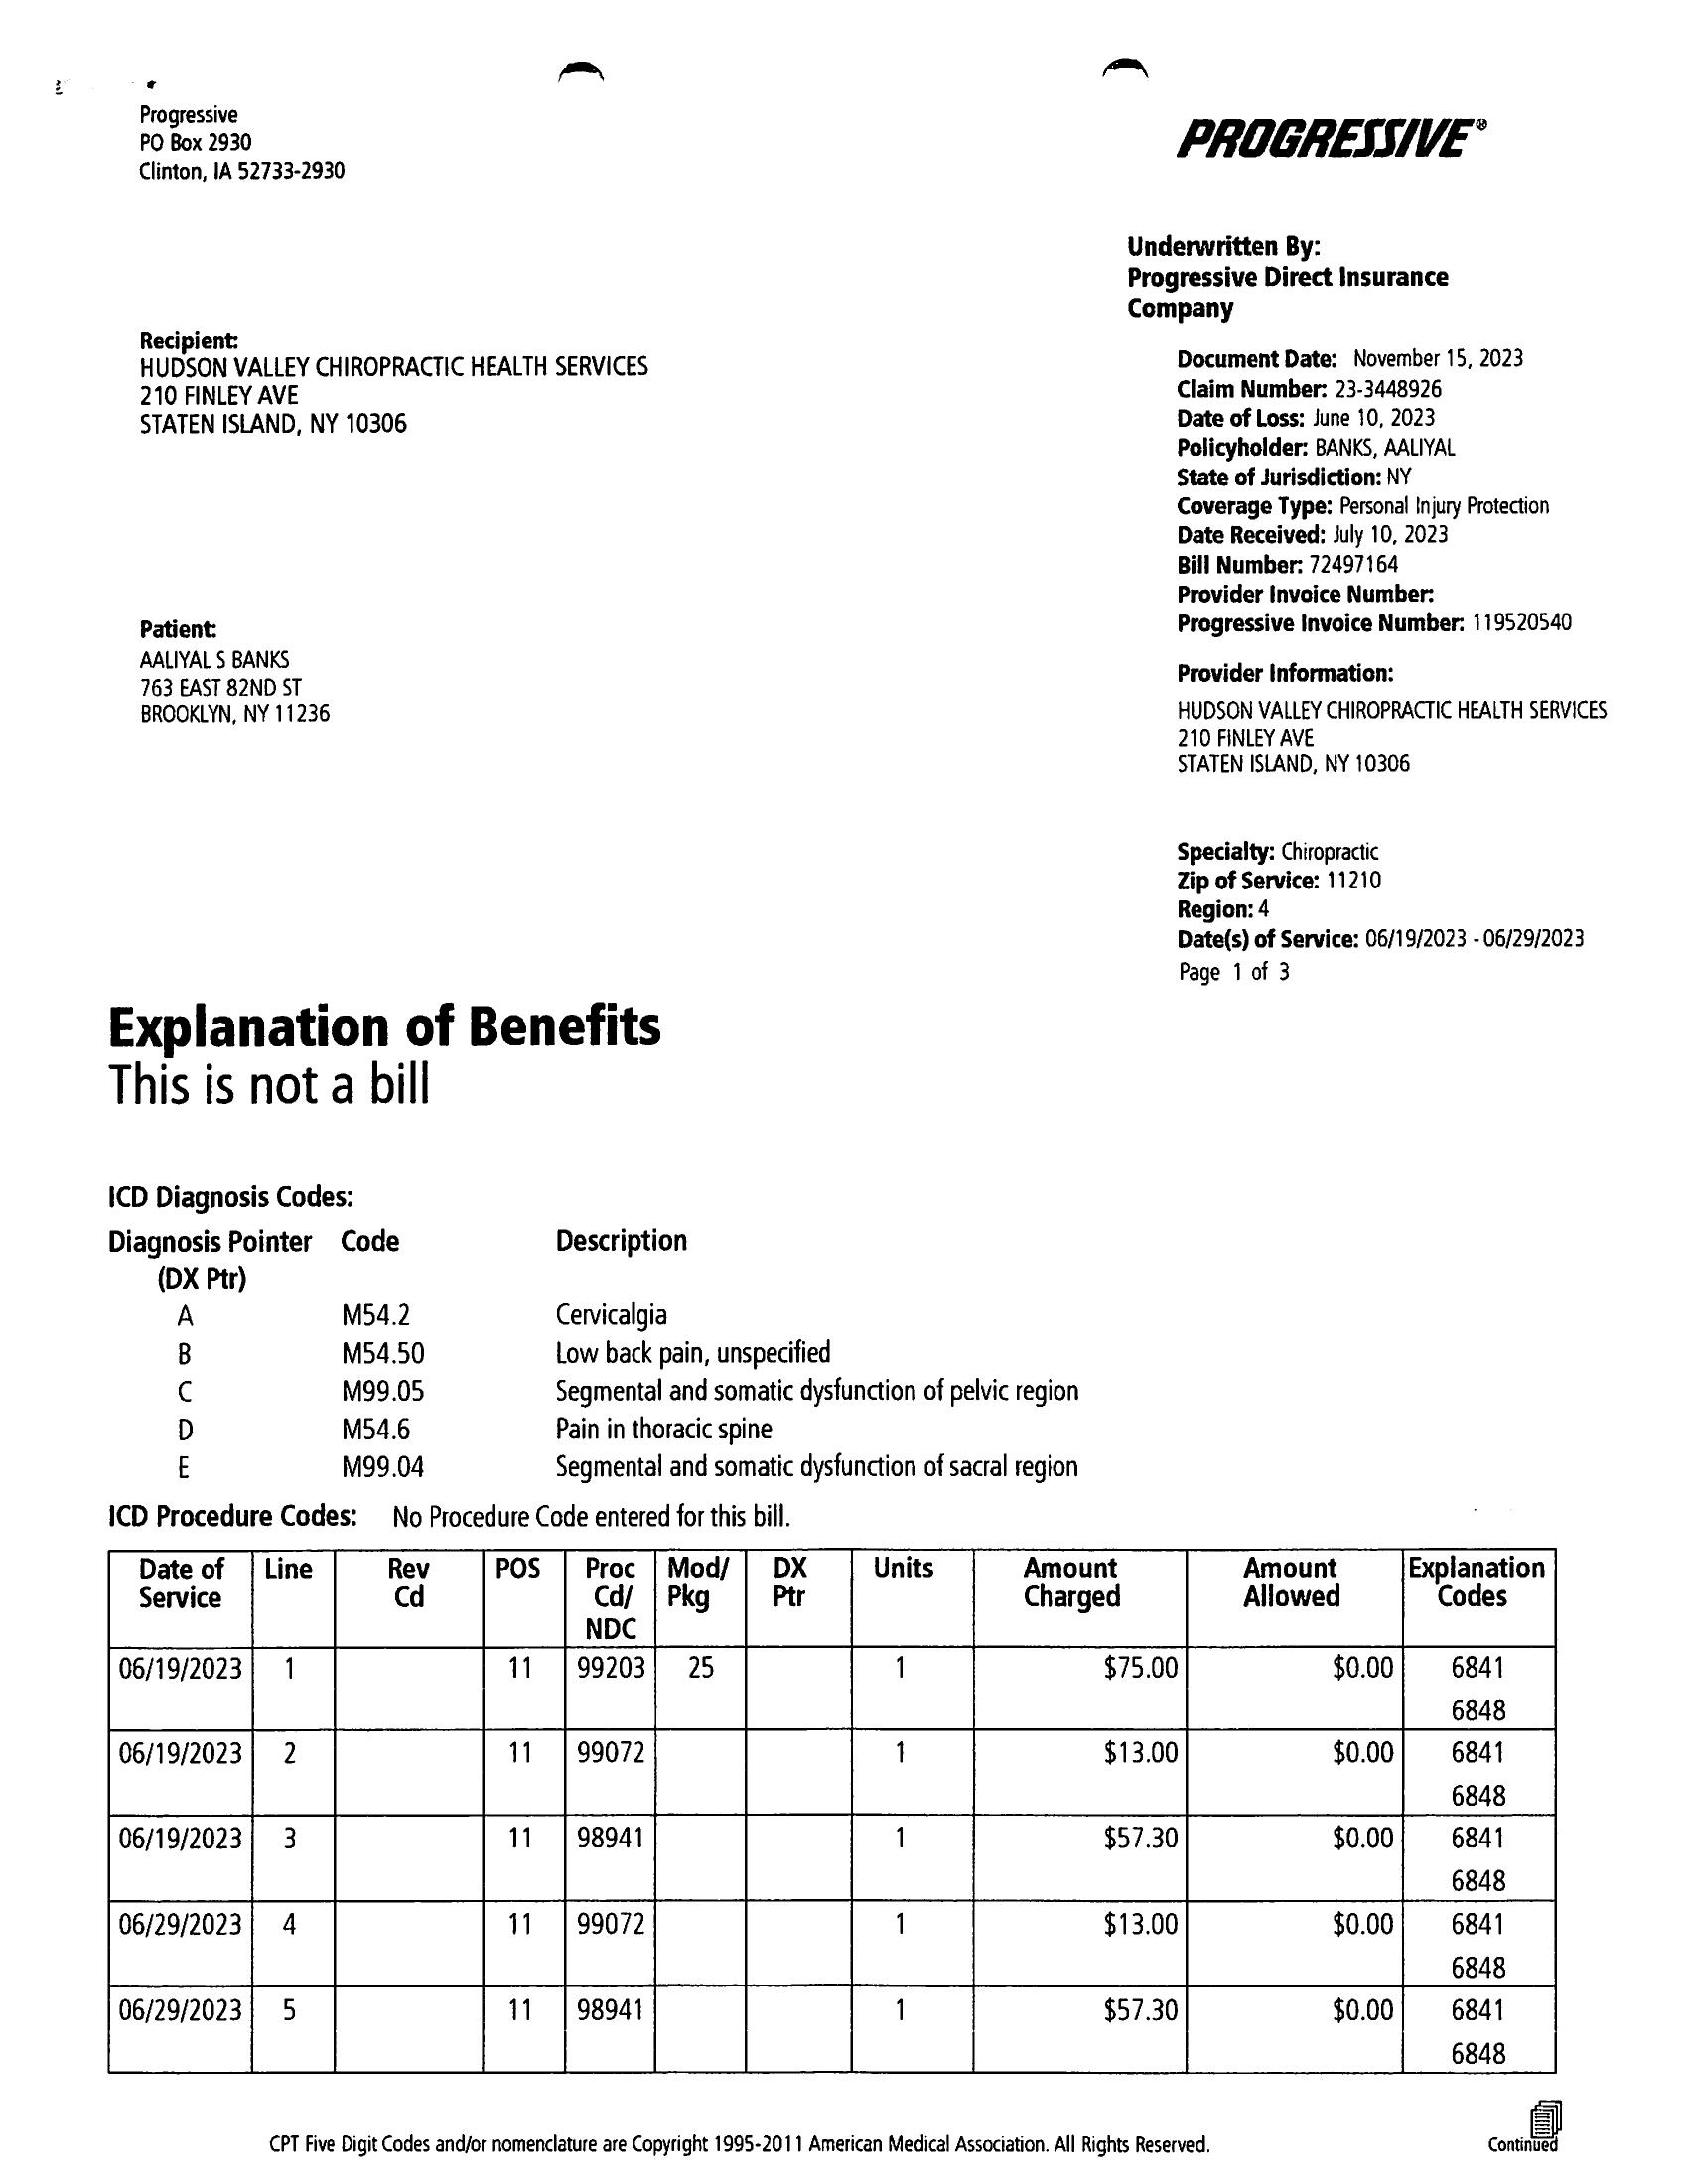 Progressive
PO Box 2930
Clinton, IA 52733-2930
PROGRESSIVE®
Underwritten By:
Progressive Direct Insurance
Company
Recipient:
HUDSON VALLEY CHIROPRACTIC HEALTH SERVICES
210 FINLEY AVE
STATEN ISLAND, NY 10306
Document Date: November 15, 2023
Claim Number: 23-3448926
Date of Loss: June 10, 2023
Policyholder: BANKS, AALIYAL
State of Jurisdiction: NY
Coverage Type: Personal Injury Protection
Date Received: July 10, 2023
Bill Number: 72497164
Provider Invoice Number:
Progressive Invoice Number: 119520540
Patient:
AALIYAL S BANKS
763 EAST 82ND ST
BROOKLYN, NY 11236
Provider Information:
HUDSON VALLEY CHIROPRACTIC HEALTH SERVICES
210 FINLEY AVE
STATEN ISLAND, NY 10306
Specialty: Chiropractic
Zip of Service: 11210
Region: 4
Date(s) of Service: 06/19/2023 - 06/29/2023
Page 1 of 3
Explanation of Benefits
This is not a bill
ICD Diagnosis Codes:
Diagnosis Pointer Code Description
(DX Ptr)
A M54.2 Cervicalgia
B M54.50 Low back pain, unspecified
C M99.05 Segmental and somatic dysfunction of pelvic region
D M54.6 Pain in thoracic spine
E M99.04 Segmental and somatic dysfunction of sacral region
ICD Procedure Codes: No Procedure Code entered for this bill.
Date of Line Rev POS Proc Mod/ DX Units Amount Amount Explanation
Service Cd Cd/ Pkg Ptr Charged Allowed Codes
NDC
06/19/2023 1 11 99203 25 1 $75.00 $0.00 6841
6848
06/19/2023 2 11 99072 1 $13.00 $0.00 6841
6848
06/19/2023 3 11 98941 1 $57.30 $0.00 6841
6848
06/29/2023 4 11 99072 1 $13.00 $0.00 6841
6848
06/29/2023 5 11 98941 1 $57.30 $0.00 6841
6848
CPT Five Digit Codes and/or nomenclature are Copyright 1995-2011 American Medical Association. All Rights Reserved.
Continued